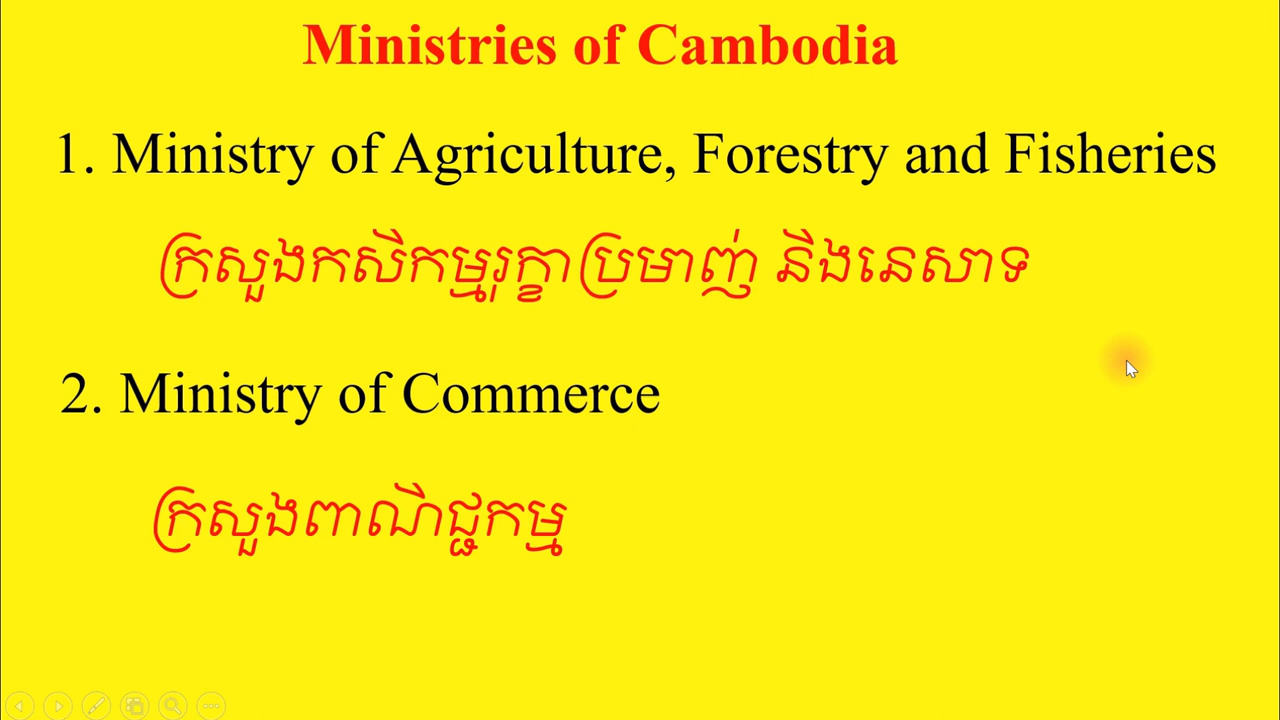 Ministries of Cambodia
1. Ministry of Agriculture, Forestry and Fisheries
ក្រសួងកសិកម្មរុក្ខាប្រមាញ់ និងនេសាទ
2. Ministry of Commerce
ក្រសួងពាណិជ្ជកម្ម